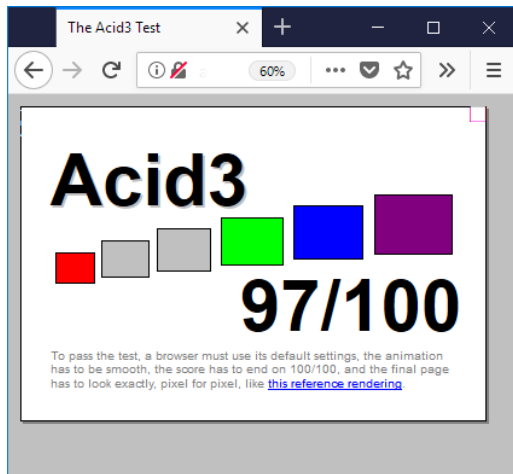 The Acid3 Test
60%
Acid3
97/100
To pass the test, a browser must use its default settings, the animation
has to be smooth, the score has to end on 100/100, and the final page
has to look exactly, pixel for pixel, like this reference rendering.